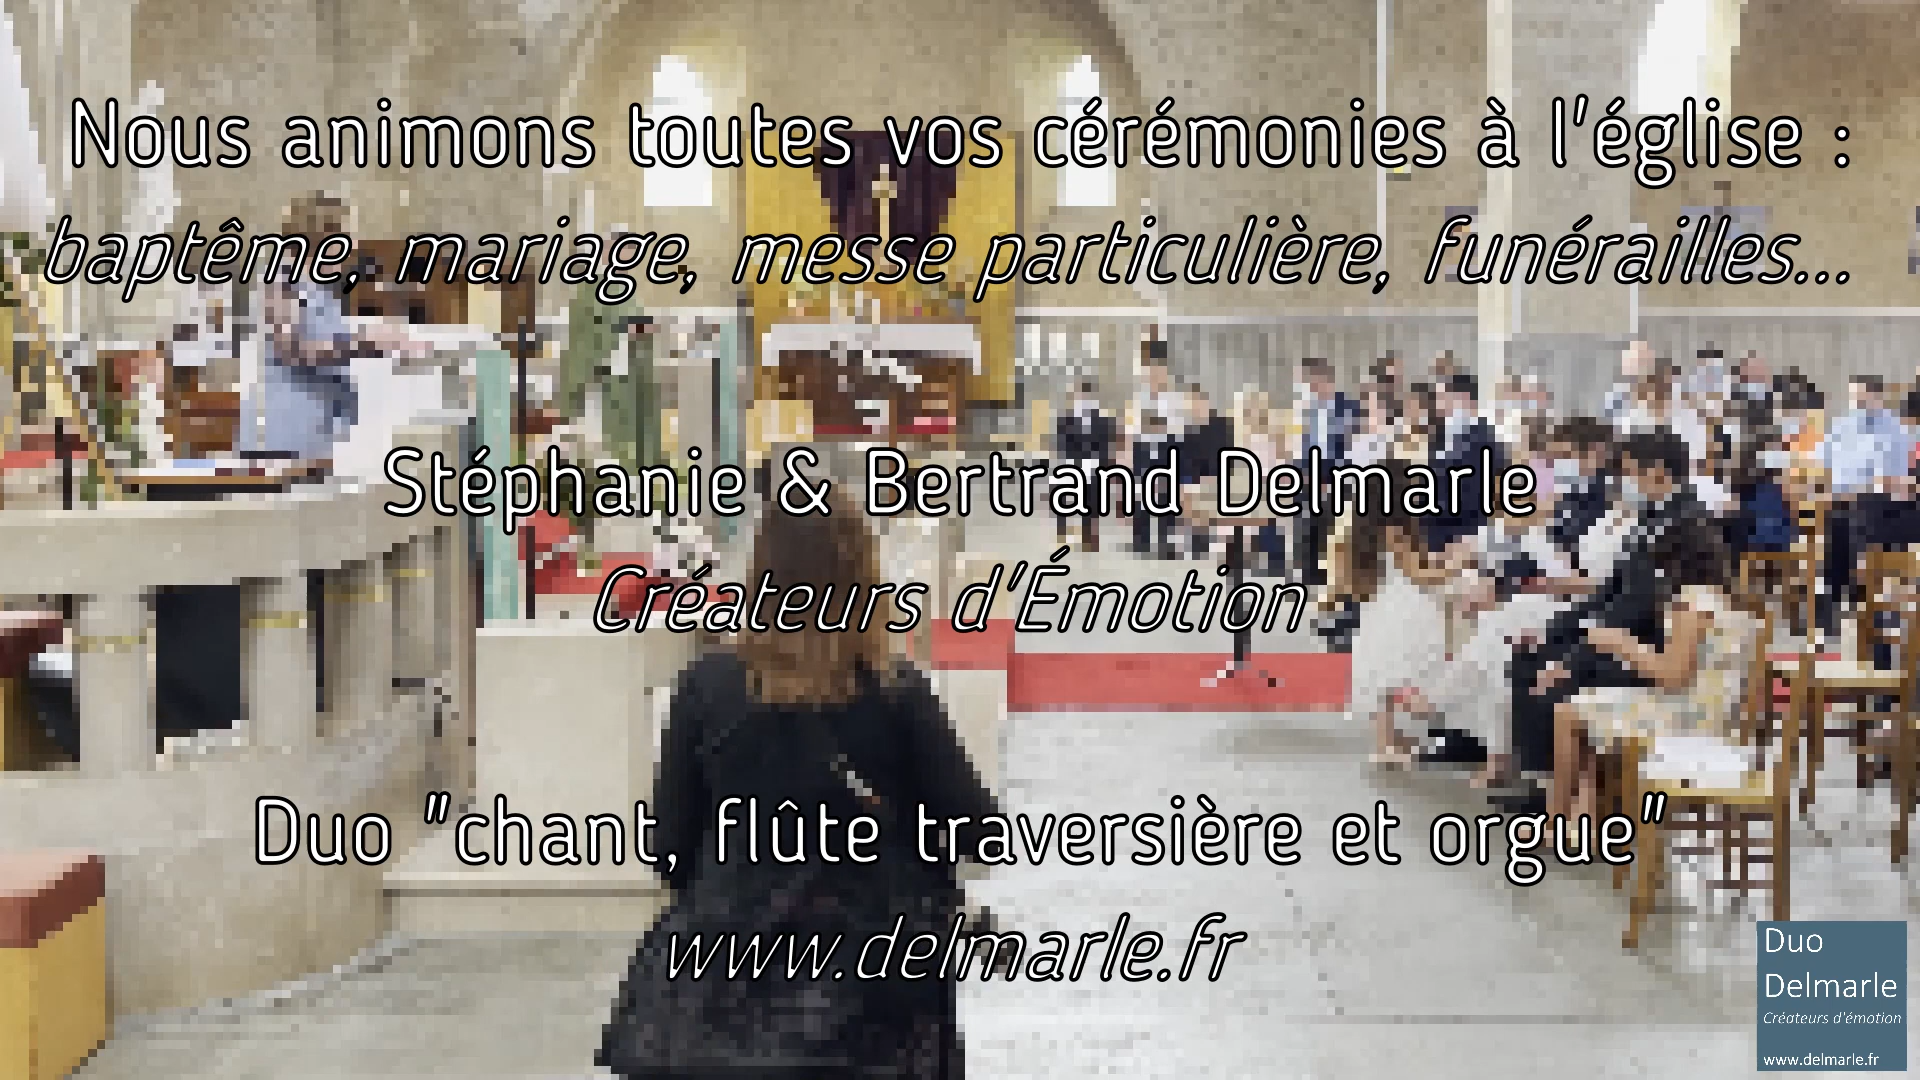 Nous animons toutes vos cérémonies à l'église :
baptême, mariage, messe particulière, funérailles...
Stéphanie & Bertrand Delmarle
Créateurs d'Émotion
Duo "chant, flûte traversière et orgue"
www.delmarle.fr
Duo
Delmarle
Créateurs d'émotion
www.delmarle.fr